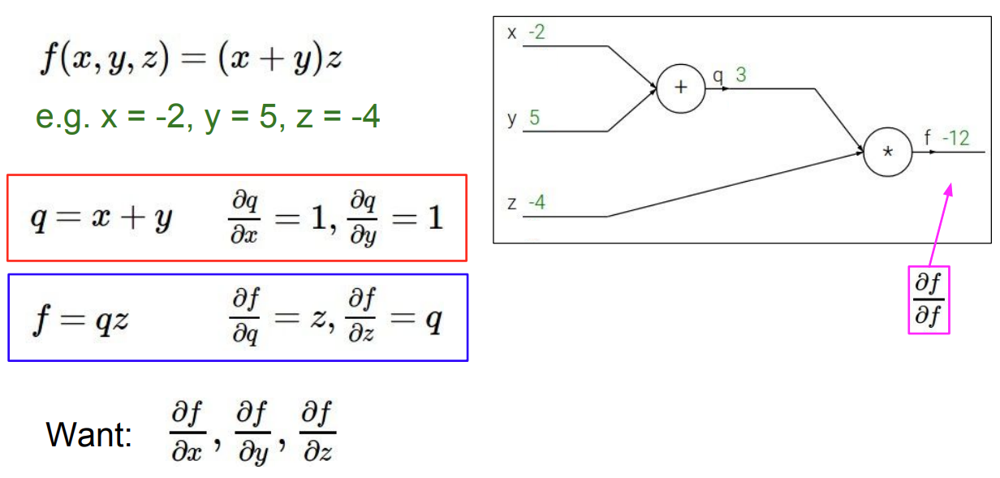 f(x, y, z) = (x + y)z
e.g. x = -2, y = 5, z = -4
q = x + y    ∂q/∂x = 1, ∂q/∂y = 1
f = qz    ∂f/∂q = z, ∂f/∂z = q
Want: ∂f/∂x, ∂f/∂y, ∂f/∂z
x -2
+
q 3
y 5
*
f -12
z -4
∂f/∂f